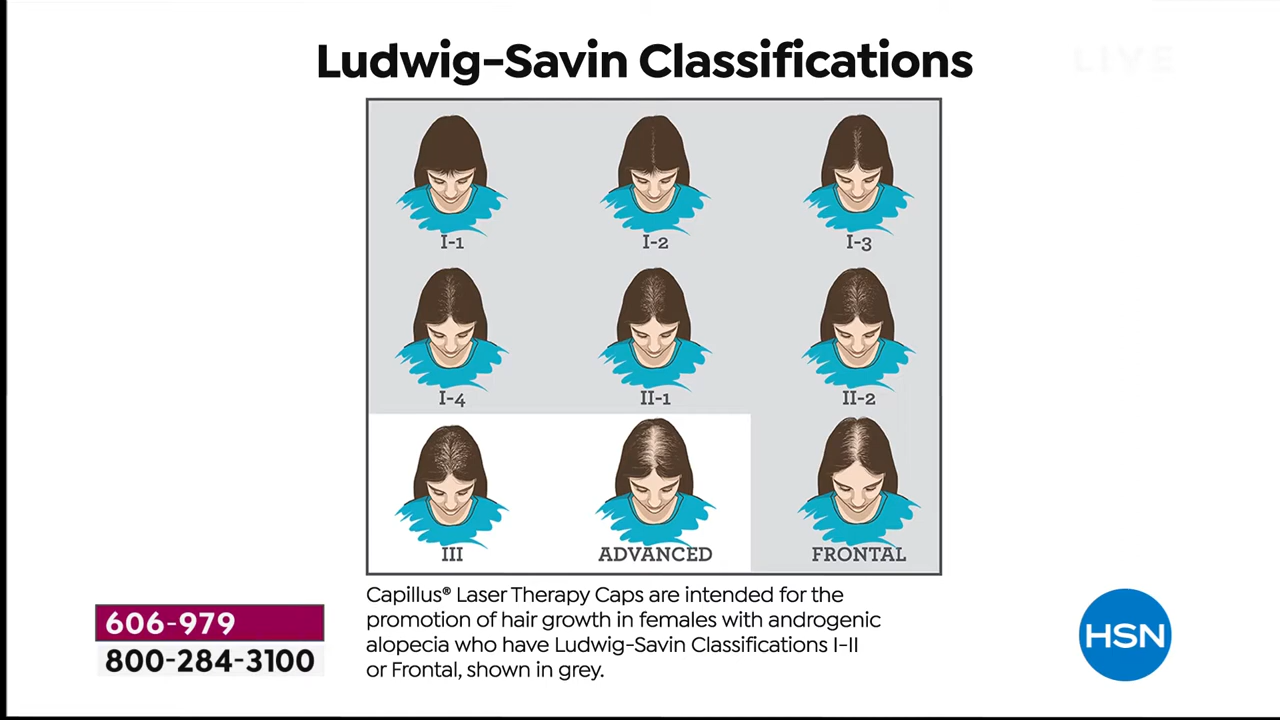 Ludwig-Savin Classifications
LIVE
I-1
I-2
I-3
I-4
II-1
II-2
III
ADVANCED
FRONTAL
Capillus® Laser Therapy Caps are intended for the
promotion of hair growth in females with androgenic
alopecia who have Ludwig-Savin Classifications I-II
or Frontal, shown in grey.
606-979
800-284-3100
HSN